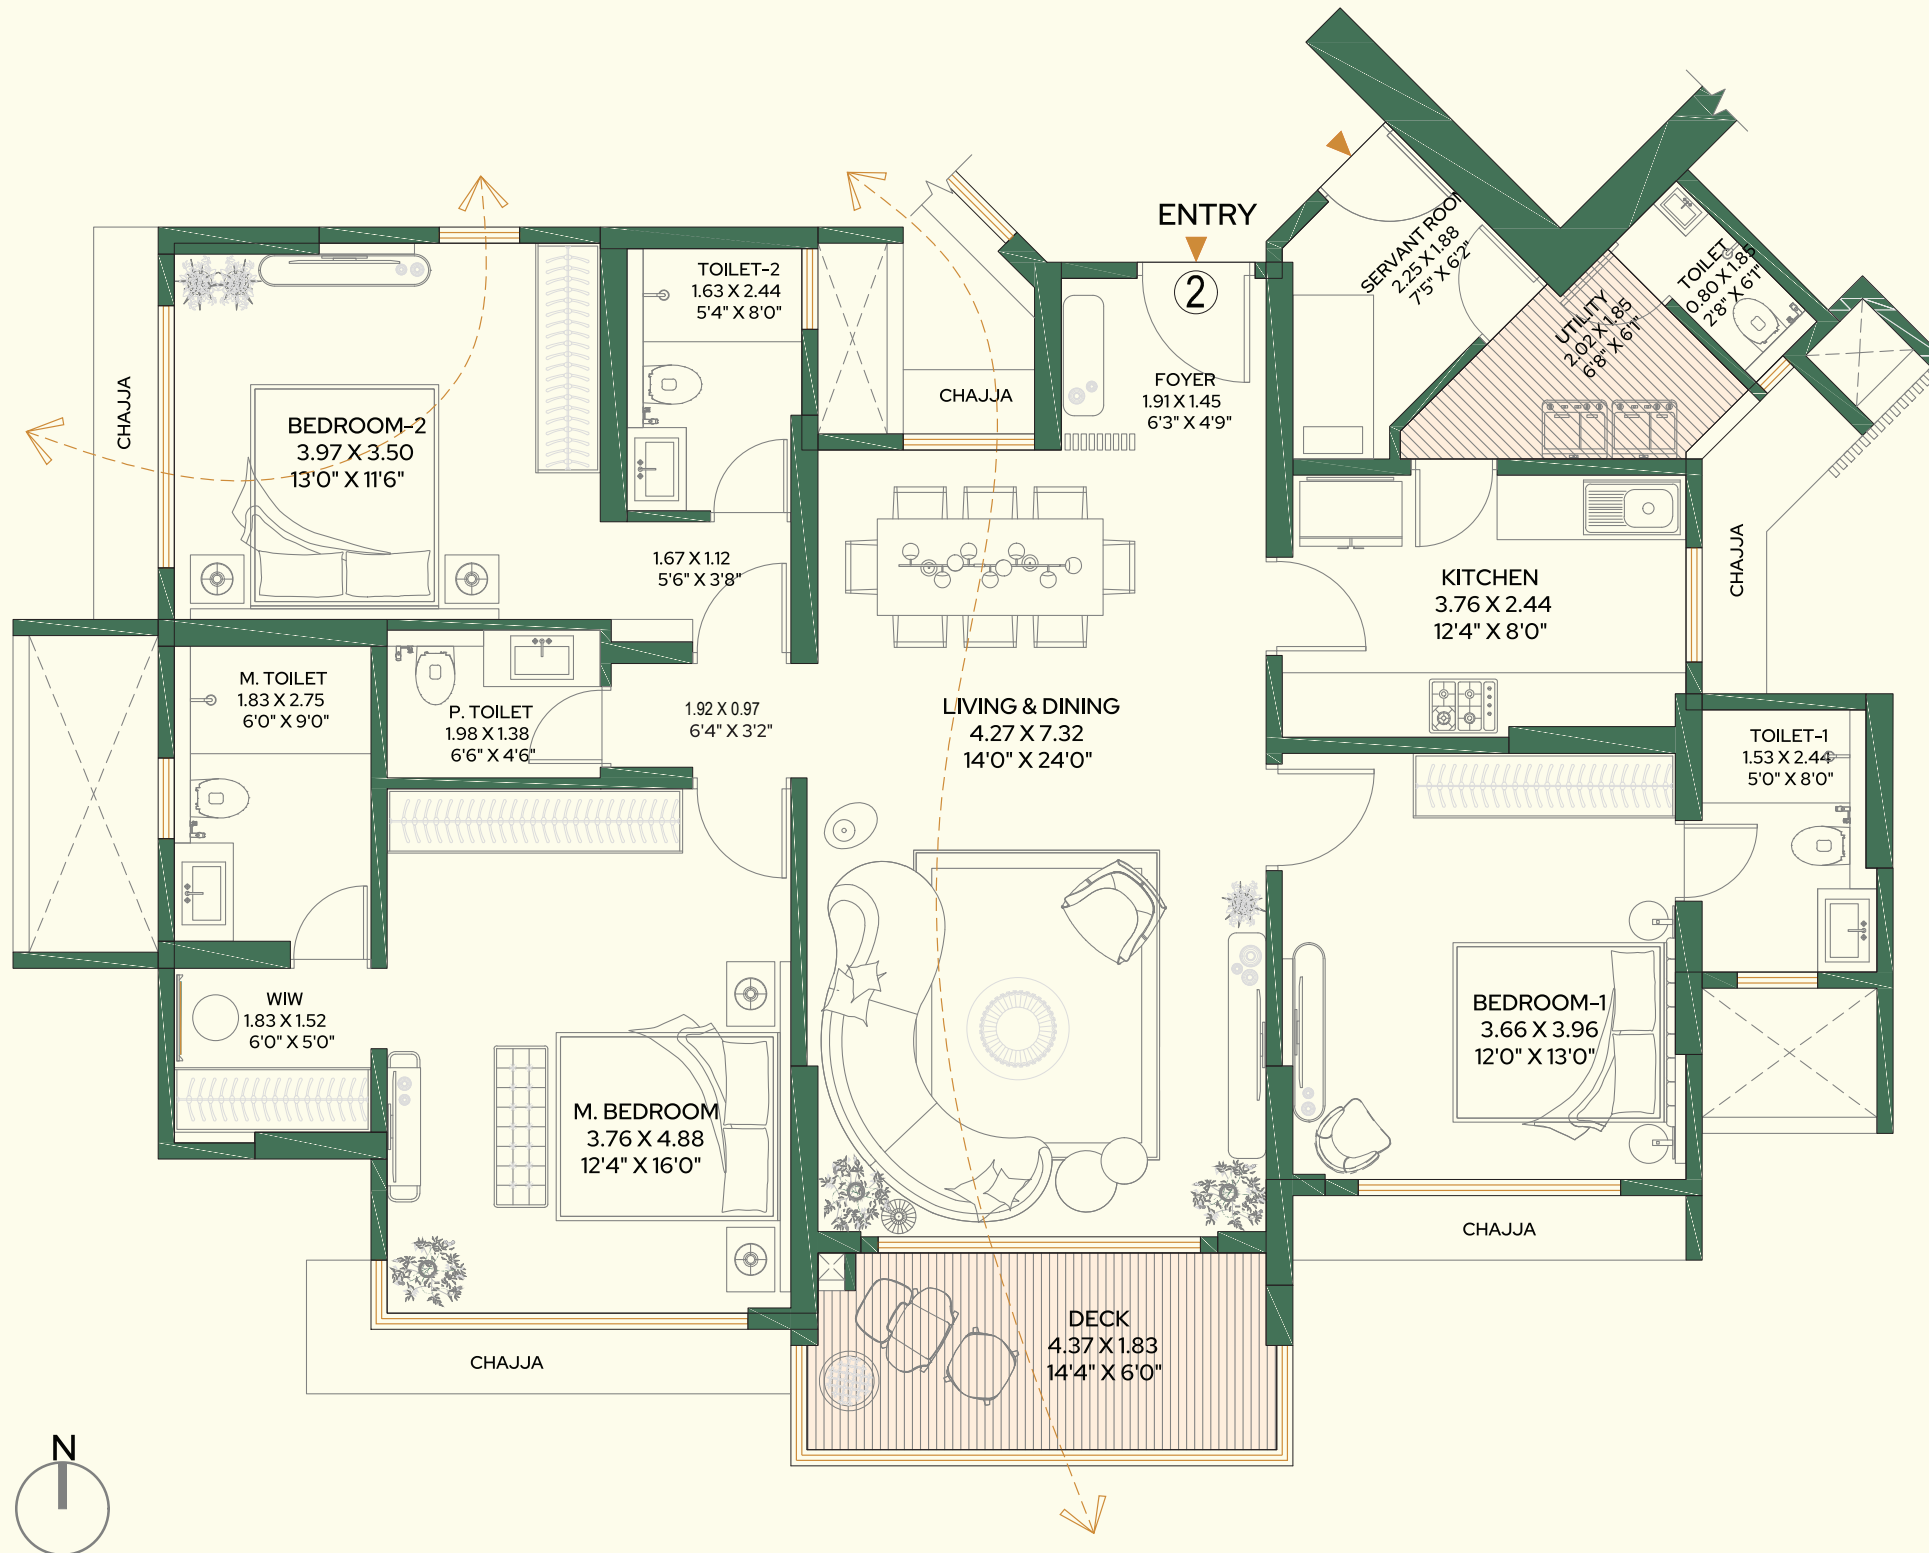 ENTRY
2
SERVANT ROOM
2.25 X 1.88
7'5" X 6'2"
TOILET
0.80 X 1.85
2'8" X 6'1"
UTILITY
2.02 X 1.85
6'8" X 6'1"
TOILET-2
1.63 X 2.44
5'4" X 8'0"
CHAJJA
FOYER
1.91 X 1.45
6'3" X 4'9"
CHAJJA
BEDROOM-2
3.97 X 3.50
13'0" X 11'6"
1.67 X 1.12
5'6" X 3'8"
KITCHEN
3.76 X 2.44
12'4" X 8'0"
CHAJJA
M. TOILET
1.83 X 2.75
6'0" X 9'0"
P. TOILET
1.98 X 1.38
6'6" X 4'6"
1.92 X 0.97
6'4" X 3'2"
LIVING & DINING
4.27 X 7.32
14'0" X 24'0"
TOILET-1
1.53 X 2.44
5'0" X 8'0"
WIW
1.83 X 1.52
6'0" X 5'0"
BEDROOM-1
3.66 X 3.96
12'0" X 13'0"
M. BEDROOM
3.76 X 4.88
12'4" X 16'0"
CHAJJA
DECK
4.37 X 1.83
14'4" X 6'0"
CHAJJA
N